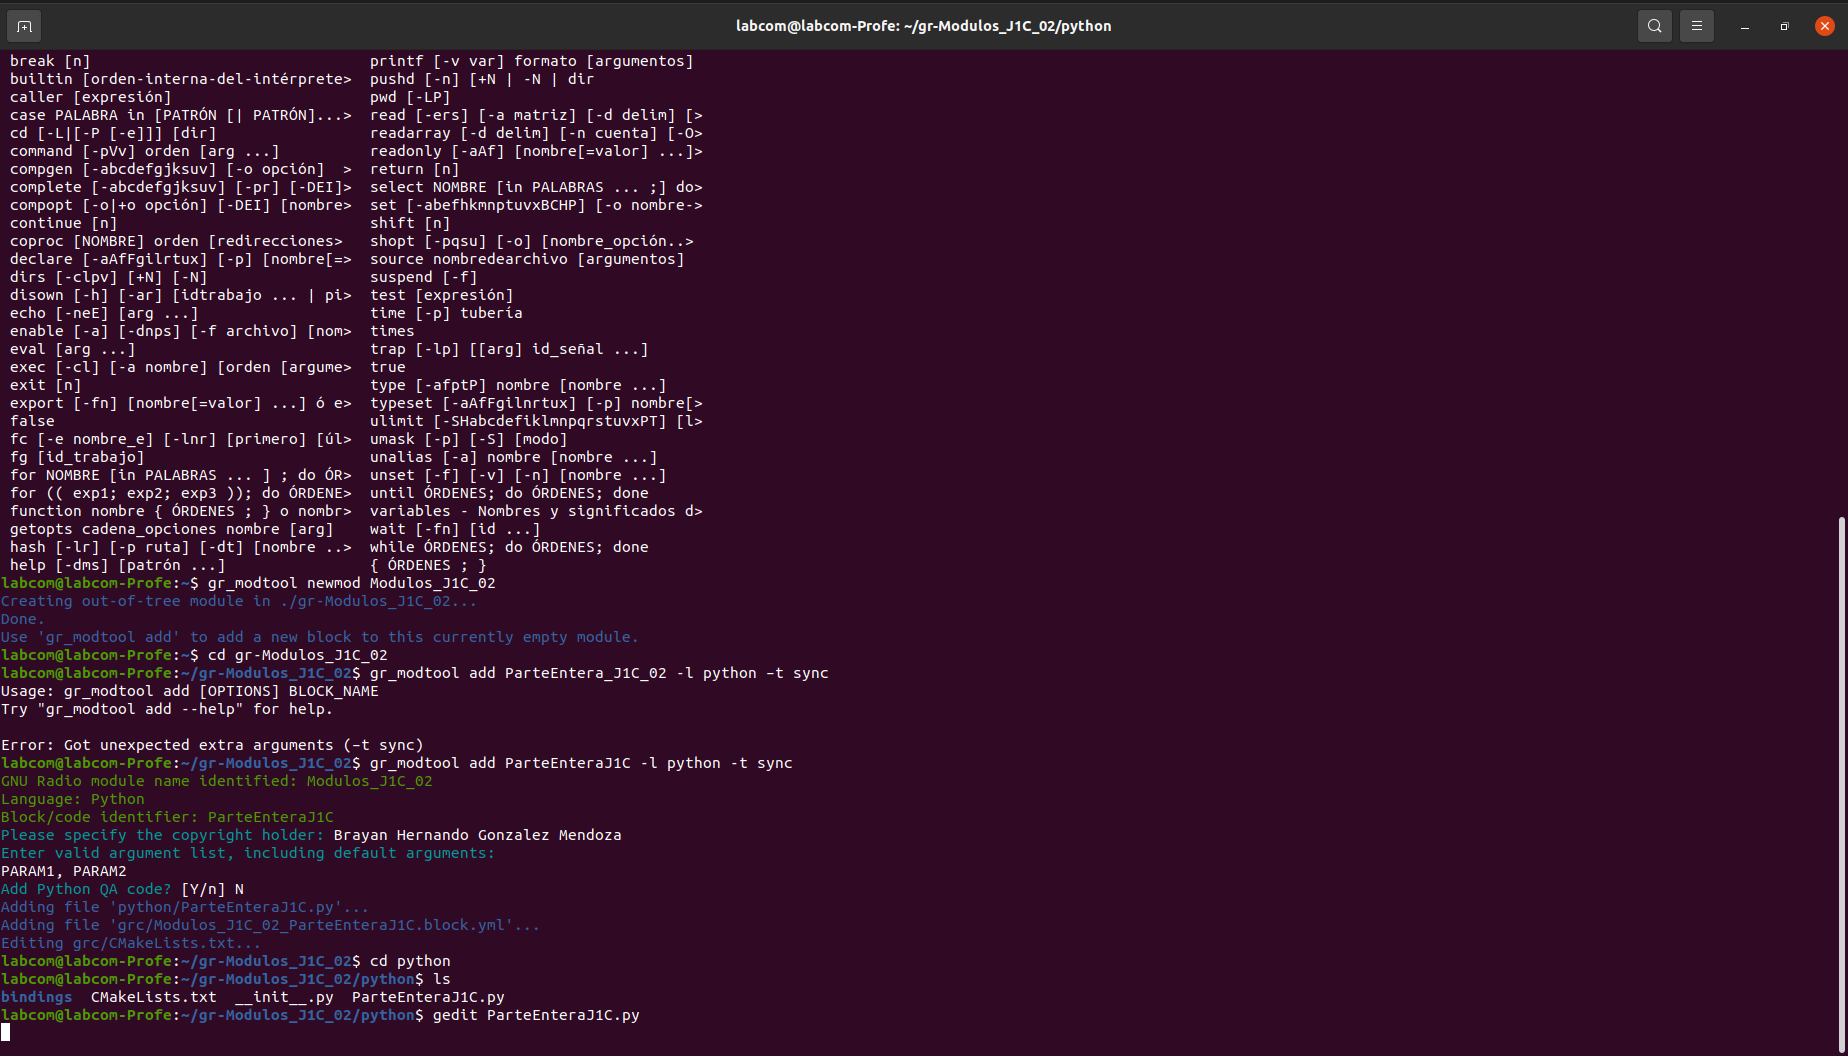 labcom@labcom-Profe: ~/gr-Modulos_J1C_02/python
break [n]                               printf [-v var] formato [argumentos]
builtin [orden-interna-del-intérprete>  pushd [-n] [+N | -N | dir
caller [expresión]                      pwd [-LP]
case PALABRA in [PATRÓN [| PATRÓN]...>  read [-ers] [-a matriz] [-d delim] [>
cd [-L|[-P [-e]]] [dir]                 readarray [-d delim] [-n cuenta] [-O>
command [-pVv] orden [arg ...]          readonly [-aAf] [nombre[=valor] ...]>
compgen [-abcdefgjksuv] [-o opción]  >  return [n]
complete [-abcdefgjksuv] [-pr] [-DEI]>  select NOMBRE [in PALABRAS ... ;] do>
compopt [-o|+o opción] [-DEI] [nombre>  set [-abefhkmnptuvxBCHP] [-o nombre->
continue [n]                            shift [n]
coproc [NOMBRE] orden [redirecciones>   shopt [-pqsu] [-o] [nombre_opción..>
declare [-aAfFgilrtux] [-p] [nombre[=>  source nombredearchivo [argumentos]
dirs [-clpv] [+N] [-N]                  suspend [-f]
disown [-h] [-ar] [idtrabajo ... | pi>  test [expresión]
echo [-neE] [arg ...]                   time [-p] tubería
enable [-a] [-dnps] [-f archivo] [nom>  times
eval [arg ...]                          trap [-lp] [[arg] id_señal ...]
exec [-cl] [-a nombre] [orden [argume>  true
exit [n]                                type [-afptP] nombre [nombre ...]
export [-fn] [nombre[=valor] ...] ó e>  typeset [-aAfFgilnrtux] [-p] nombre[>
false                                   ulimit [-SHabcdefiklmnpqrstuvxPT] [l>
fc [-e nombre_e] [-lnr] [primero] [úl>  umask [-p] [-S] [modo]
fg [id_trabajo]                         unalias [-a] nombre [nombre ...]
for NOMBRE [in PALABRAS ... ] ; do ÓR>  unset [-f] [-v] [-n] [nombre ...]
for (( exp1; exp2; exp3 )); do ÓRDENE>  until ÓRDENES; do ÓRDENES; done
function nombre { ÓRDENES ; } o nombr>  variables - Nombres y significados d>
getopts cadena_opciones nombre [arg]    wait [-fn] [id ...]
hash [-lr] [-p ruta] [-dt] [nombre ..>  while ÓRDENES; do ÓRDENES; done
help [-dms] [patrón ...]                { ÓRDENES ; }
labcom@labcom-Profe:~$ gr_modtool newmod Modulos_J1C_02
Creating out-of-tree module in ./gr-Modulos_J1C_02...
Done.
Use 'gr_modtool add' to add a new block to this currently empty module.
labcom@labcom-Profe:~$ cd gr-Modulos_J1C_02
labcom@labcom-Profe:~/gr-Modulos_J1C_02$ gr_modtool add ParteEntera_J1C_02 -l python –t sync
Usage: gr_modtool add [OPTIONS] BLOCK_NAME
Try "gr_modtool add --help" for help.
Error: Got unexpected extra arguments (–t sync)
labcom@labcom-Profe:~/gr-Modulos_J1C_02$ gr_modtool add ParteEnteraJ1C -l python -t sync
GNU Radio module name identified: Modulos_J1C_02
Language: Python
Block/code identifier: ParteEnteraJ1C
Please specify the copyright holder: Brayan Hernando Gonzalez Mendoza
Enter valid argument list, including default arguments:
PARAM1, PARAM2
Add Python QA code? [Y/n] N
Adding file 'python/ParteEnteraJ1C.py'...
Adding file 'grc/Modulos_J1C_02_ParteEnteraJ1C.block.yml'...
Editing grc/CMakeLists.txt...
labcom@labcom-Profe:~/gr-Modulos_J1C_02$ cd python
labcom@labcom-Profe:~/gr-Modulos_J1C_02/python$ ls
bindings  CMakeLists.txt  __init__.py  ParteEnteraJ1C.py
labcom@labcom-Profe:~/gr-Modulos_J1C_02/python$ gedit ParteEnteraJ1C.py